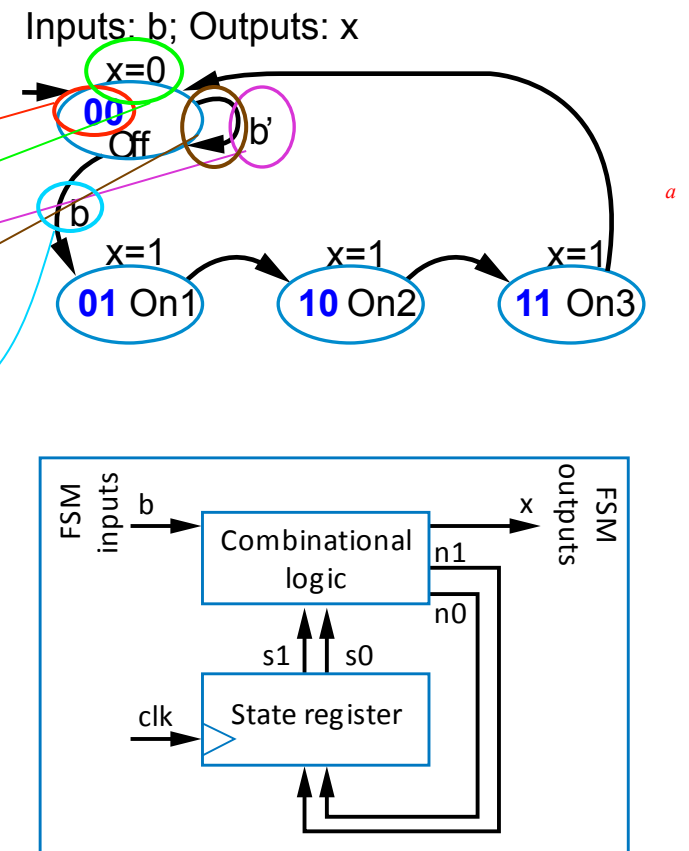 Inputs: b; Outputs: x
x=0
00
Off
b’
a
b
x=1
x=1
x=1
01 On1
10 On2
11 On3
FSM
inputs
b
Combinational
logic
x
FSM
outputs
n1
n0
s1
s0
clk
State register